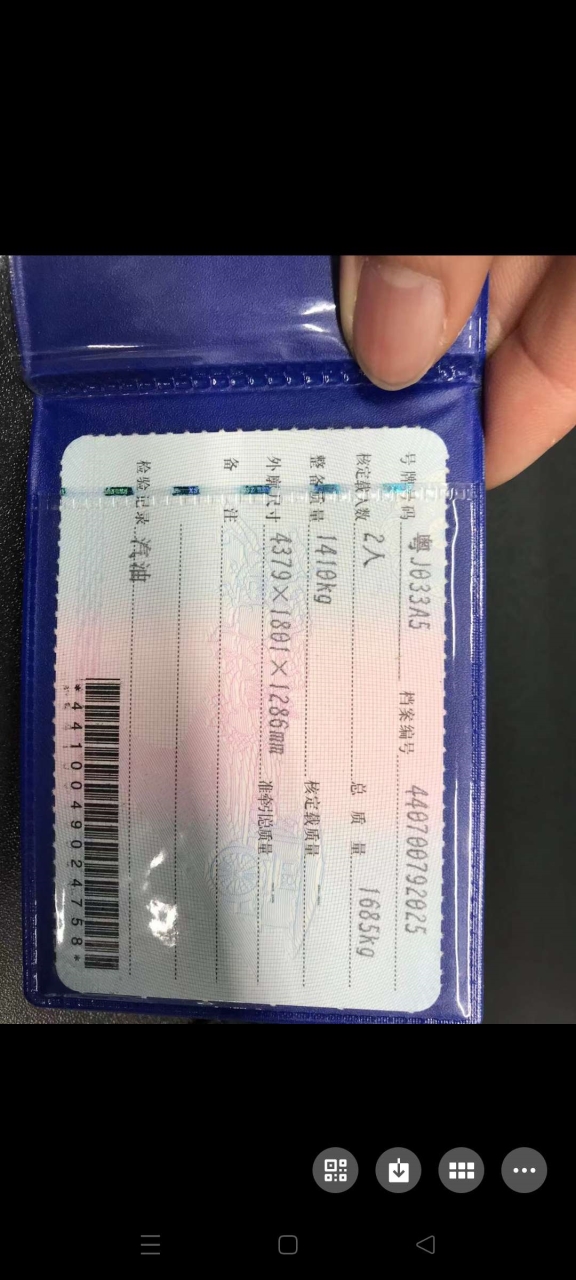 号牌号码 粤J033A5 档案编号 440700792025
核定载人数 2人 总质量 1685kg
整备质量 1410kg 核定载质量 --
外廓尺寸 4379×1801×1286mm 准牵引总质量 --
备注
检验记录 汽油
*4410049024758*